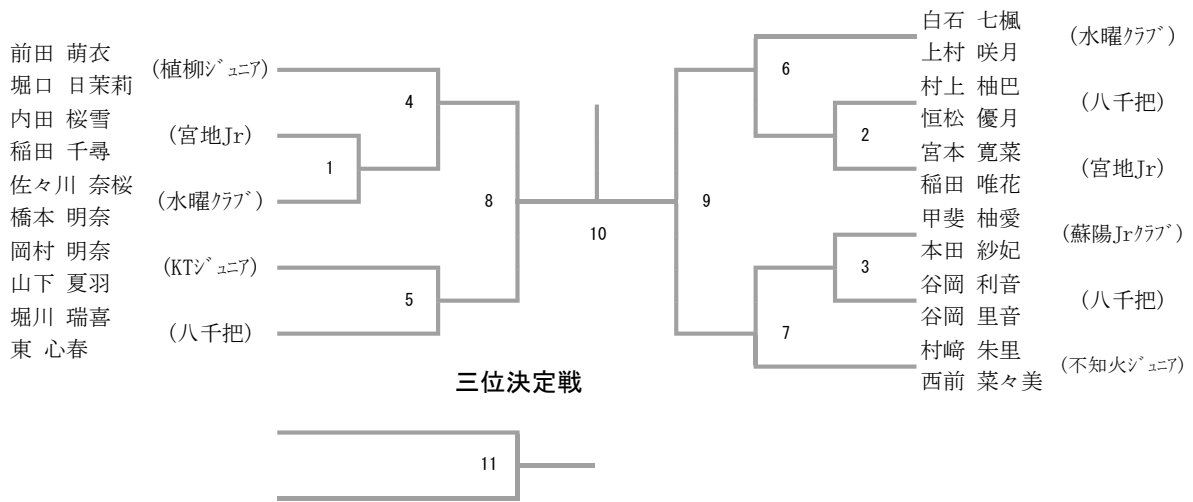 前田 萌衣
堀口 日茉莉
(植柳ジュニア)
内田 桜雪
稲田 千尋
(宮地Jr)
佐々川 奈桜
橋本 明奈
(水曜クラブ)
岡村 明奈
山下 夏羽
(KTジュニア)
堀川 瑞喜
東 心春
(八千把)
4
1
8
5
10
白石 七楓
上村 咲月
(水曜クラブ)
村上 柚巴
恒松 優月
(八千把)
宮本 寛菜
稲田 唯花
(宮地Jr)
甲斐 柚愛
本田 紗妃
(蘇陽Jrクラブ)
谷岡 利音
谷岡 里音
(八千把)
村﨑 朱里
西前 菜々美
(不知火ジュニア)
6
2
9
3
7
三位決定戦
11